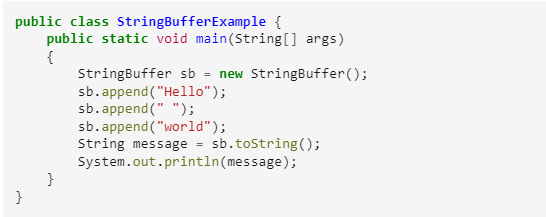 public class StringBufferExample {
    public static void main(String[] args)
    {
        StringBuffer sb = new StringBuffer();
        sb.append("Hello");
        sb.append(" ");
        sb.append("world");
        String message = sb.toString();
        System.out.println(message);
    }
}